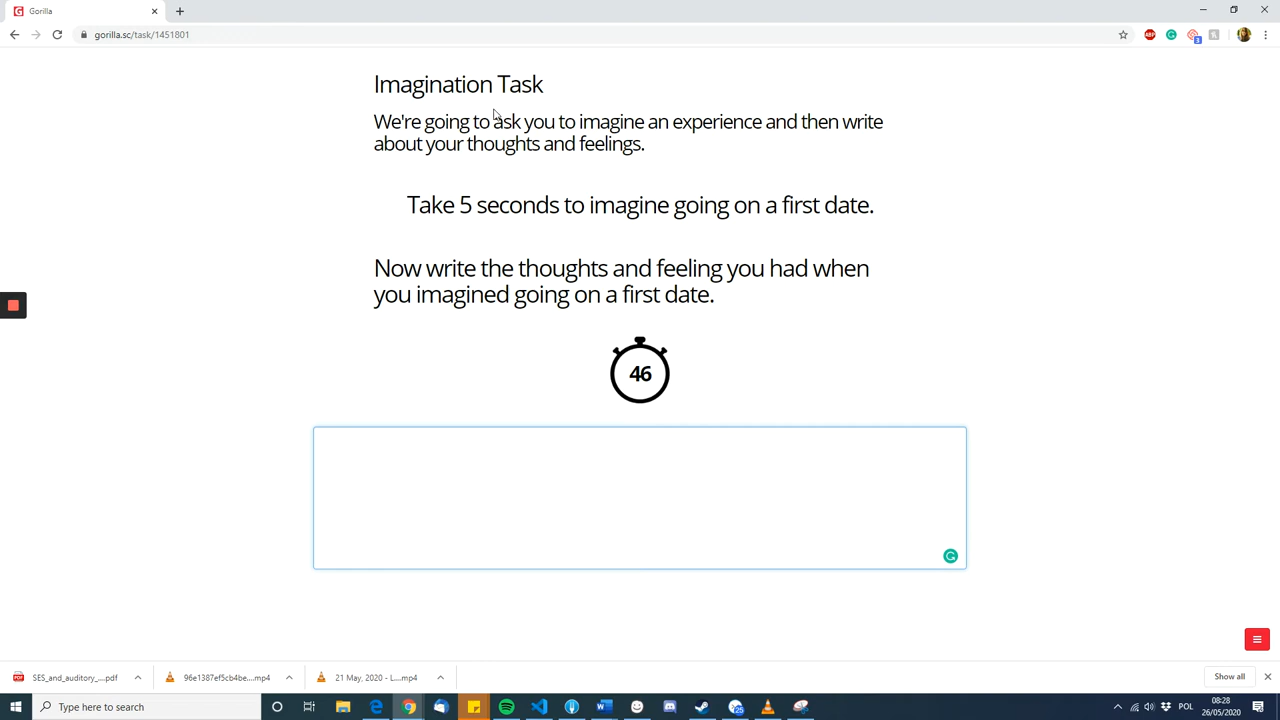 Gorilla
gorilla.sc/task/1451801
ABP
3
Imagination Task
We're going to ask you to imagine an experience and then write
about your thoughts and feelings.
Take 5 seconds to imagine going on a first date.
Now write the thoughts and feeling you had when
you imagined going on a first date.
46
SES_and_auditory_....pdf
96e1387ef5cb4be....mp4
21 May, 2020 - L....mp4
Show all
Type here to search
25
POL
08:28
26/05/2020